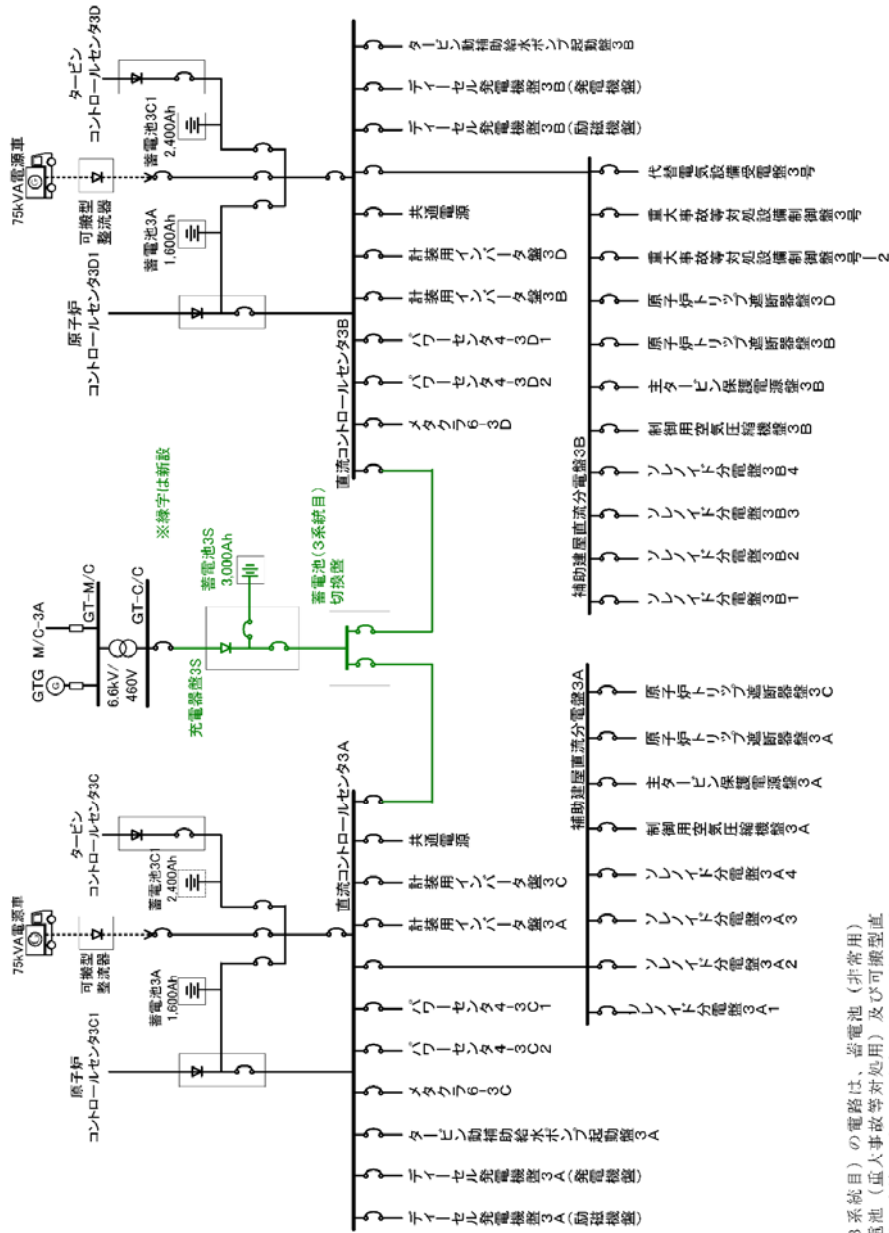 75kVA電源車
可搬型
整流器
原子炉
コントロールセンタ3C1
タービン
コントロールセンタ3C
蓄電池3A
1,600Ah
蓄電池3C1
2,400Ah
直流コントロールセンタ3A
ディーゼル発電機盤3A(励磁機盤)
ディーゼル発電機盤3A(発電機盤)
タービン動補助給水ポンプ起動盤3A
メタクラ6-3C
パワーセンタ4-3C2
パワーセンタ4-3C1
計装用インバータ盤3A
計装用インバータ盤3C
共通電源
補助建屋直流分電盤3A
ソレノイド分電盤3A1
ソレノイド分電盤3A2
ソレノイド分電盤3A3
ソレノイド分電盤3A4
制御用空気圧縮機盤3A
主タービン保護電源盤3A
原子炉トリップ遮断器盤3A
原子炉トリップ遮断器盤3C
GTG
M/C-3A
GT-M/C
6.6kV/
460V
GT-C/C
充電器盤3S
蓄電池3S
3,000Ah
蓄電池(3系統目)
切換盤
※緑字は新設
75kVA電源車
可搬型
整流器
原子炉
コントロールセンタ3D1
タービン
コントロールセンタ3D
蓄電池3A
1,600Ah
蓄電池3C1
2,400Ah
直流コントロールセンタ3B
メタクラ6-3D
パワーセンタ4-3D2
パワーセンタ4-3D1
計装用インバータ盤3B
計装用インバータ盤3D
共通電源
ディーゼル発電機盤3B(励磁機盤)
ディーゼル発電機盤3B(発電機盤)
タービン動補助給水ポンプ起動盤3B
補助建屋直流分電盤3B
ソレノイド分電盤3B1
ソレノイド分電盤3B2
ソレノイド分電盤3B3
ソレノイド分電盤3B4
制御用空気圧縮機盤3B
主タービン保護電源盤3B
原子炉トリップ遮断器盤3B
原子炉トリップ遮断器盤3D
重大事故等対処設備制御盤3号-2
重大事故等対処設備制御盤3号
代替電気設備受電盤3号
3系統目)の電路は、蓄電池(非常用)
電池(重大事故等対処用)及び可搬型直